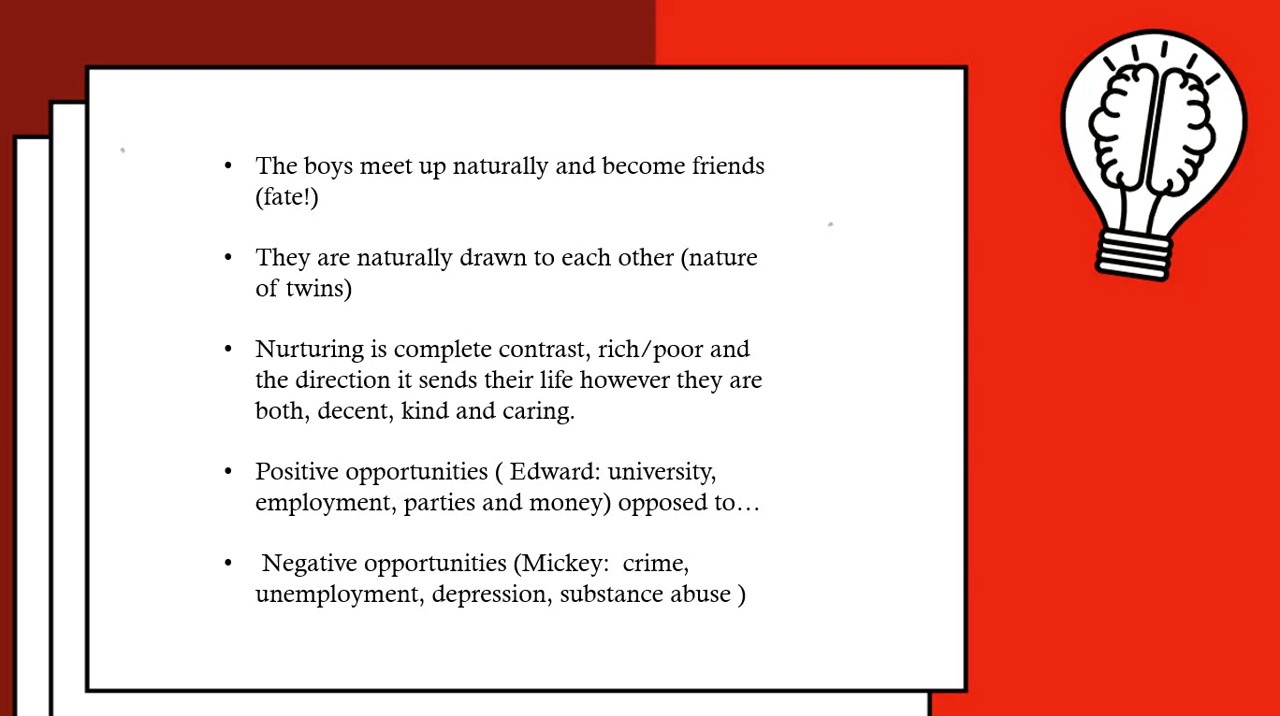 • The boys meet up naturally and become friends
(fate!)
• They are naturally drawn to each other (nature
of twins)
• Nurturing is complete contrast, rich/poor and
the direction it sends their life however they are
both, decent, kind and caring.
• Positive opportunities ( Edward: university,
employment, parties and money) opposed to…
• Negative opportunities (Mickey:  crime,
unemployment, depression, substance abuse )